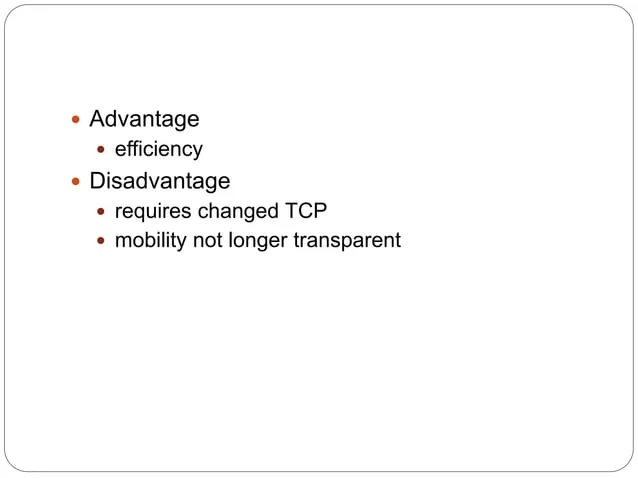 Advantage
efficiency
Disadvantage
requires changed TCP
mobility not longer transparent